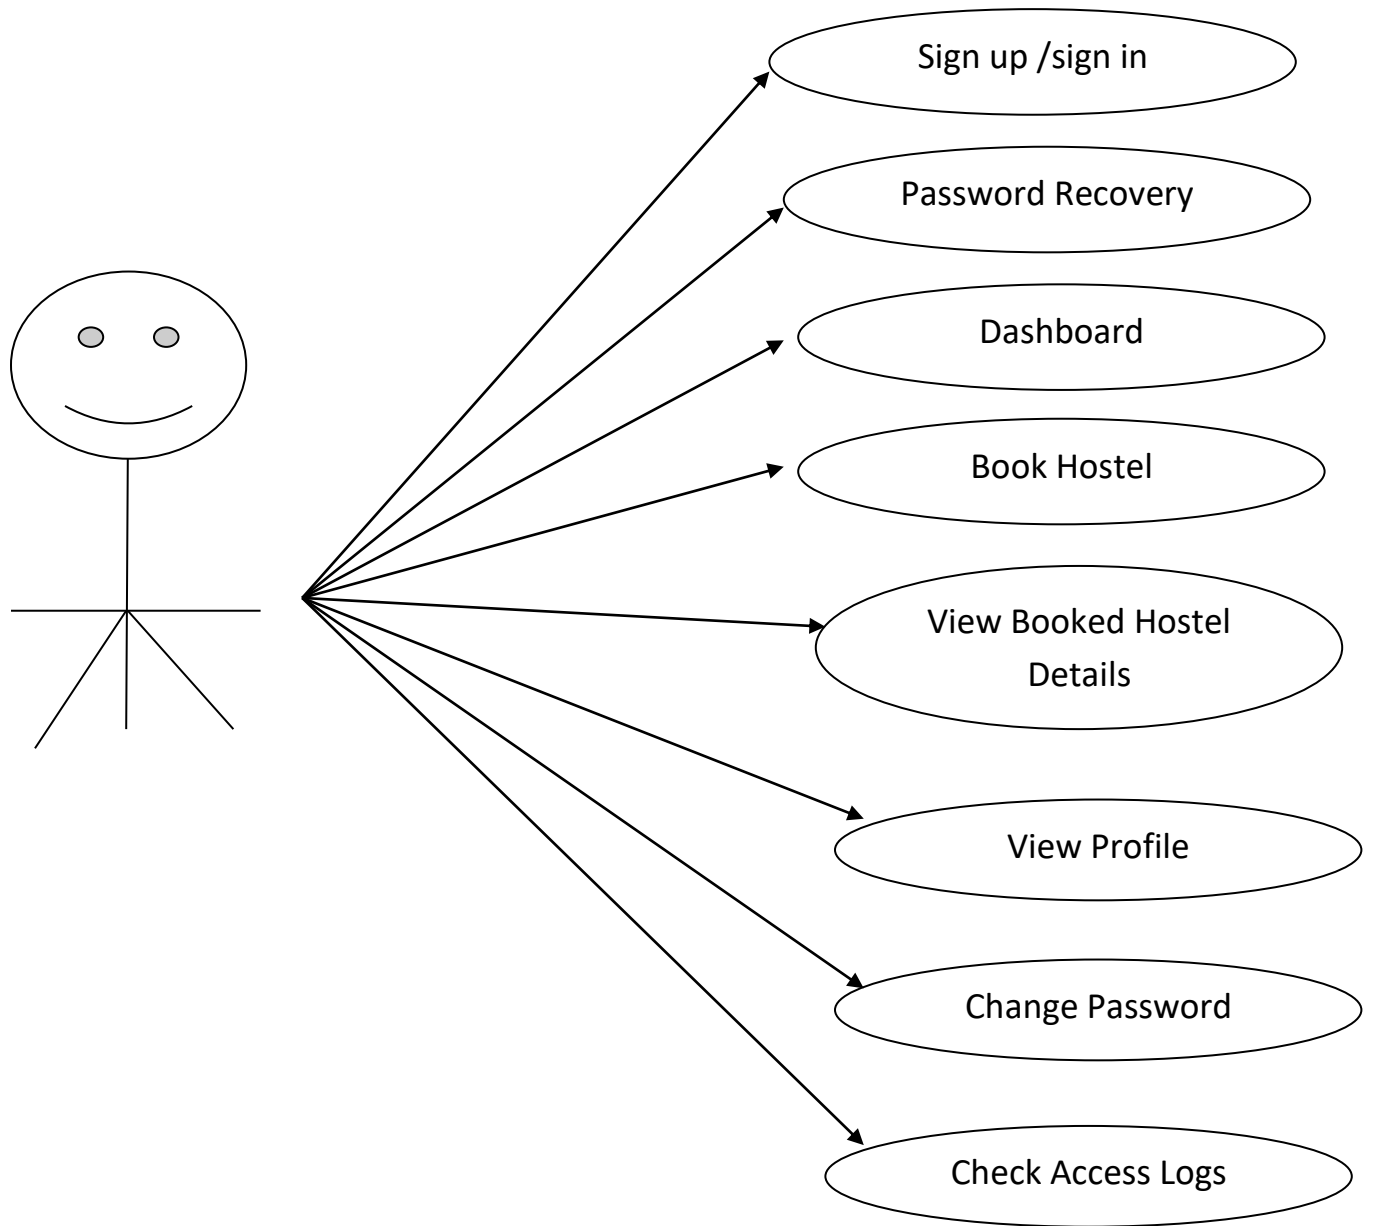 Sign up /sign in
Password Recovery
Dashboard
Book Hostel
View Booked Hostel
Details
View Profile
Change Password
Check Access Logs